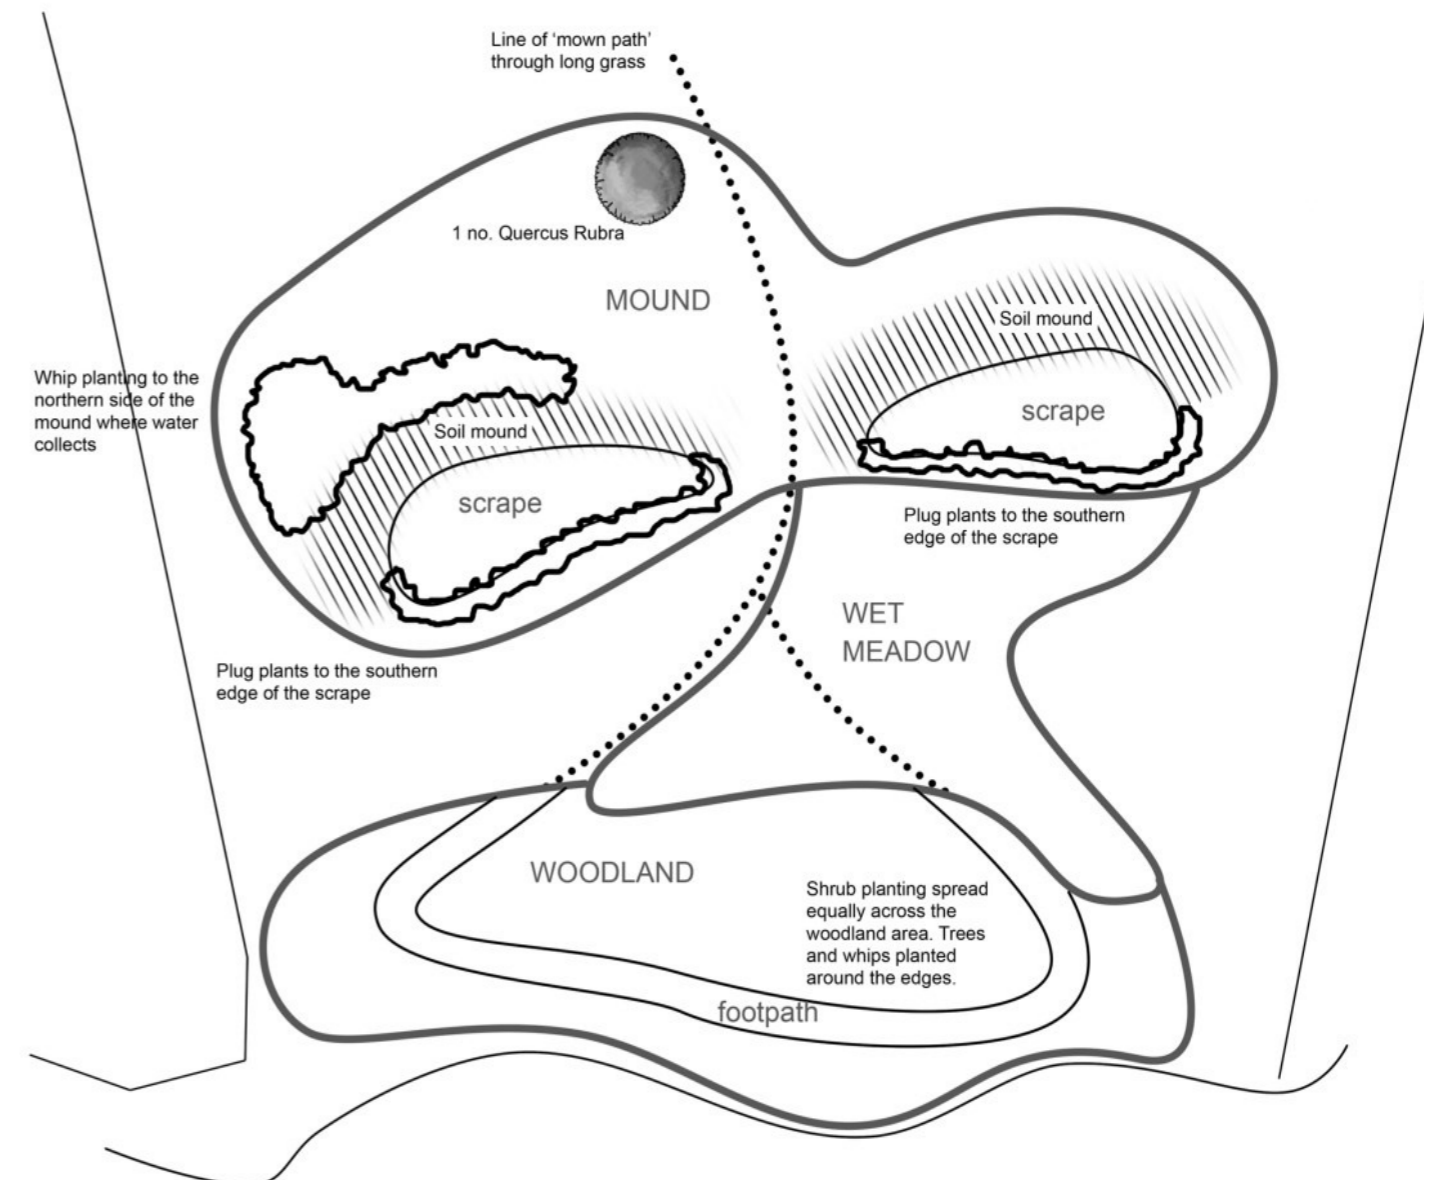 Line of ‘mown path’
through long grass
1 no. Quercus Rubra
MOUND
Soil mound
Whip planting to the
northern side of the
mound where water
collects
scrape
Soil mound
scrape
Plug plants to the southern
edge of the scrape
WET
MEADOW
Plug plants to the southern
edge of the scrape
WOODLAND
Shrub planting spread
equally across the
woodland area. Trees
and whips planted
around the edges.
footpath